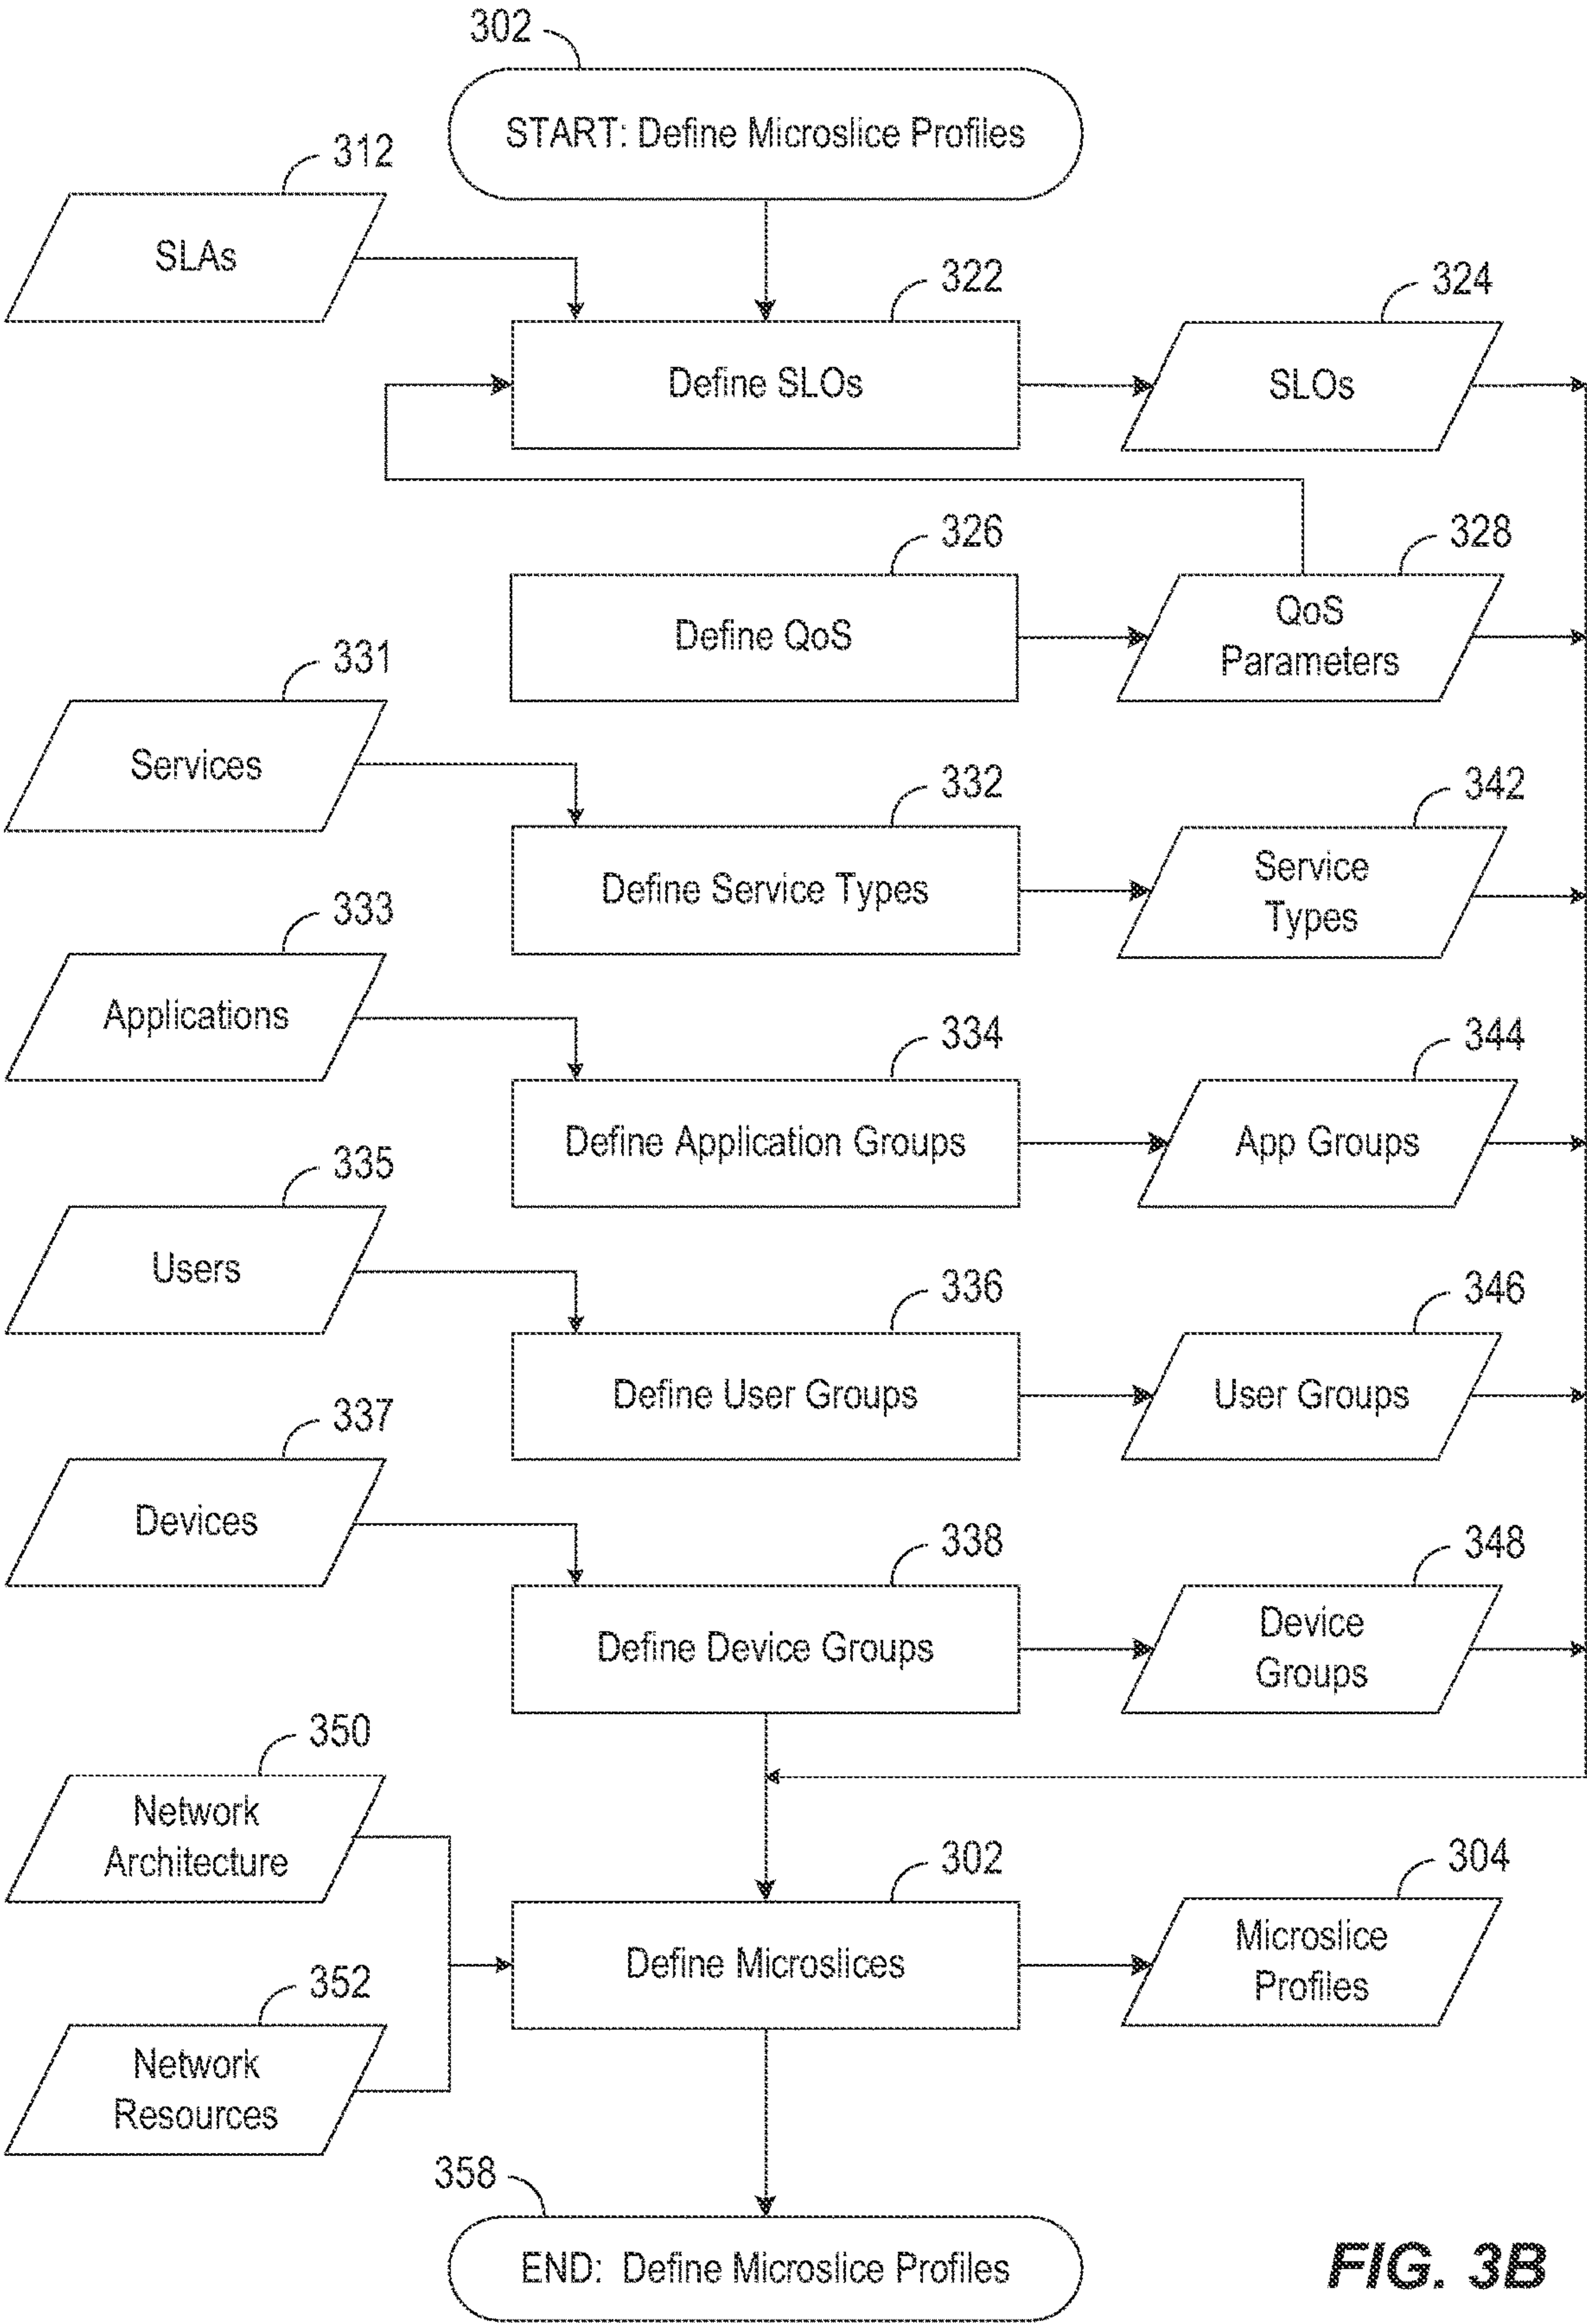 302
START: Define Microslice Profiles
312
SLAs
322
Define SLOs
324
SLOs
326
Define QoS
328
QoS
Parameters
331
Services
332
Define Service Types
342
Service
Types
333
Applications
334
Define Application Groups
344
App Groups
335
Users
336
Define User Groups
346
User Groups
337
Devices
338
Define Device Groups
348
Device
Groups
350
Network
Architecture
302
Define Microslices
304
Microslice
Profiles
352
Network
Resources
358
END: Define Microslice Profiles
FIG. 3B